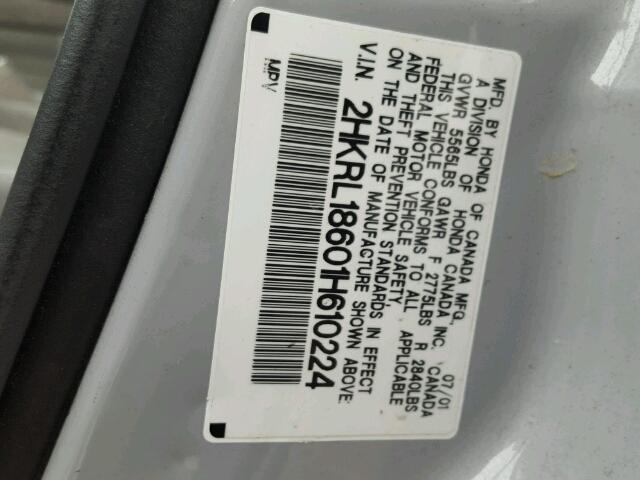 MFD. BY HONDA OF CANADA MFG.
A DIVISION OF HONDA CANADA INC. 07/01
GVWR 5565LBS GAWR F 2775LBS R 2840LBS
THIS VEHICLE CONFORMS TO ALL APPLICABLE
FEDERAL MOTOR VEHICLE SAFETY CANADA
AND THEFT PREVENTION STANDARDS IN EFFECT
ON THE DATE OF MANUFACTURE SHOWN ABOVE.
V.I.N. 2HKRL18601H610224
MPV